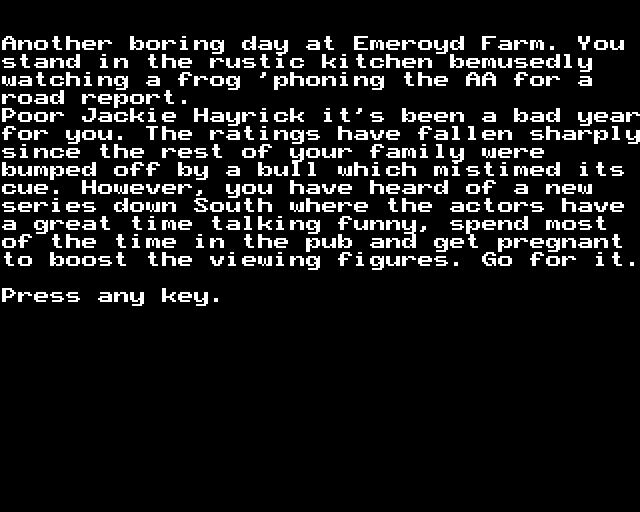 Another boring day at Emeroyd Farm. You
stand in the rustic kitchen bemusedly
watching a frog 'phoning the AA for a
road report.
Poor Jackie Hayrick it's been a bad year
for you. The ratings have fallen sharply
since the rest of your family were
bumped off by a bull which mistimed its
cue. However, you have heard of a new
series down South where the actors have
a great time talking funny, spend most
of the time in the pub and get pregnant
to boost the viewing figures. Go for it.
Press any key.